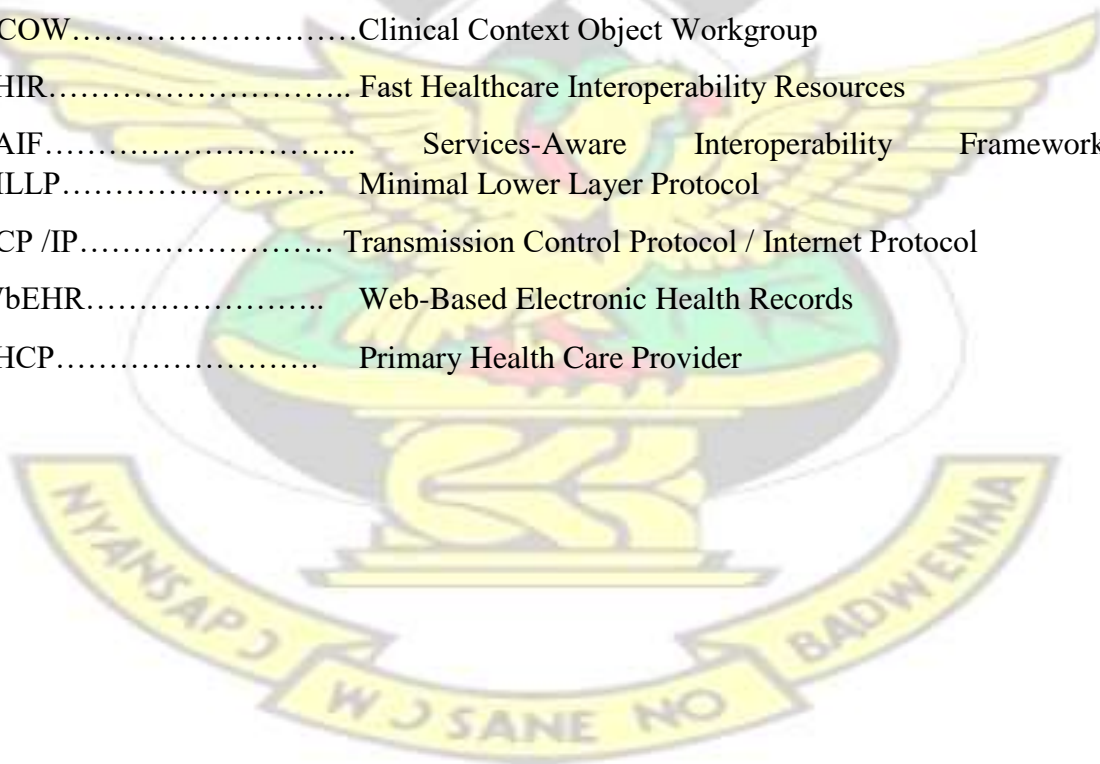 COW……………………….Clinical Context Object Workgroup
HIR……………………….. Fast Healthcare Interoperability Resources
AIF………………………... Services-Aware Interoperability Framework
ILLP……………………. Minimal Lower Layer Protocol
CP /IP…………………… Transmission Control Protocol / Internet Protocol
VbEHR………………….. Web-Based Electronic Health Records
HCP……………………. Primary Health Care Provider
NYANSAPƆ WƆSANE NO BADWENMA